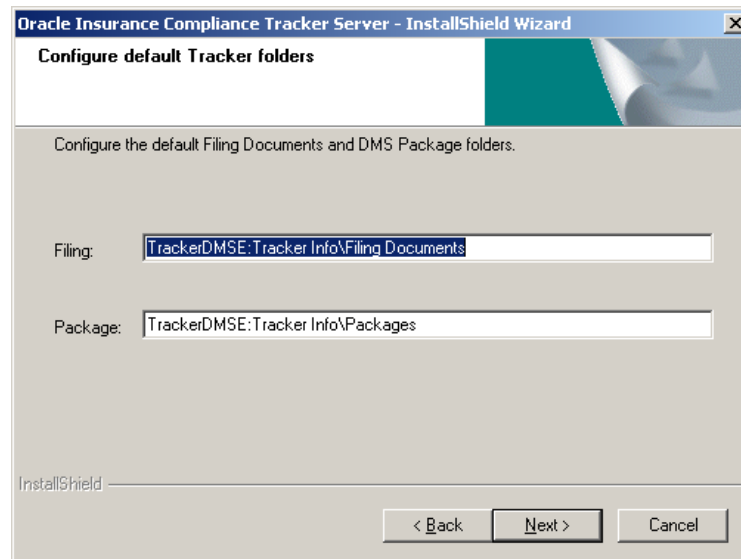 Oracle Insurance Compliance Tracker Server - InstallShield Wizard
Configure default Tracker folders
Configure the default Filing Documents and DMS Package folders.
Filing: TrackerDMSE:Tracker Info\Filing Documents
Package: TrackerDMSE:Tracker Info\Packages
InstallShield
< Back Next > Cancel